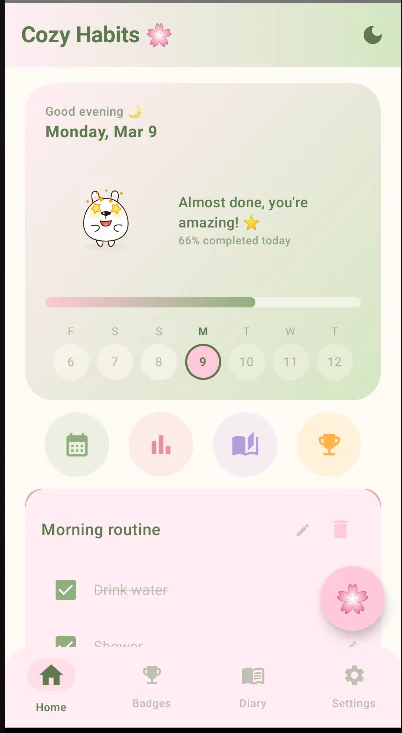 Cozy Habits 🌸
Good evening 🌙
Monday, Mar 9
Almost done, you're
amazing! ⭐
66% completed today
F S S M T W T
6 7 8 9 10 11 12
Morning routine
Drink water
Shower
Home Badges Diary Settings